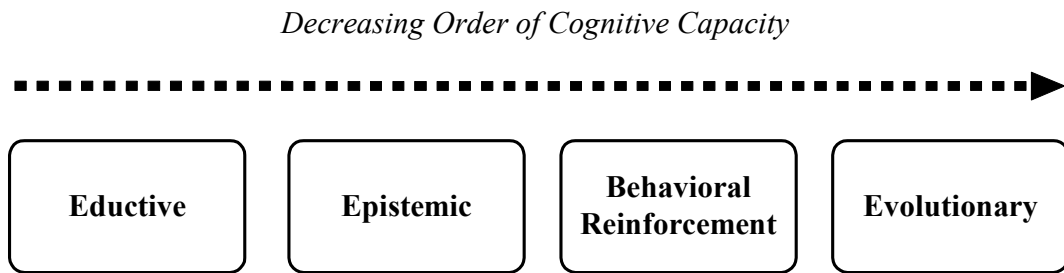 Decreasing Order of Cognitive Capacity
Eductive
Epistemic
Behavioral
Reinforcement
Evolutionary